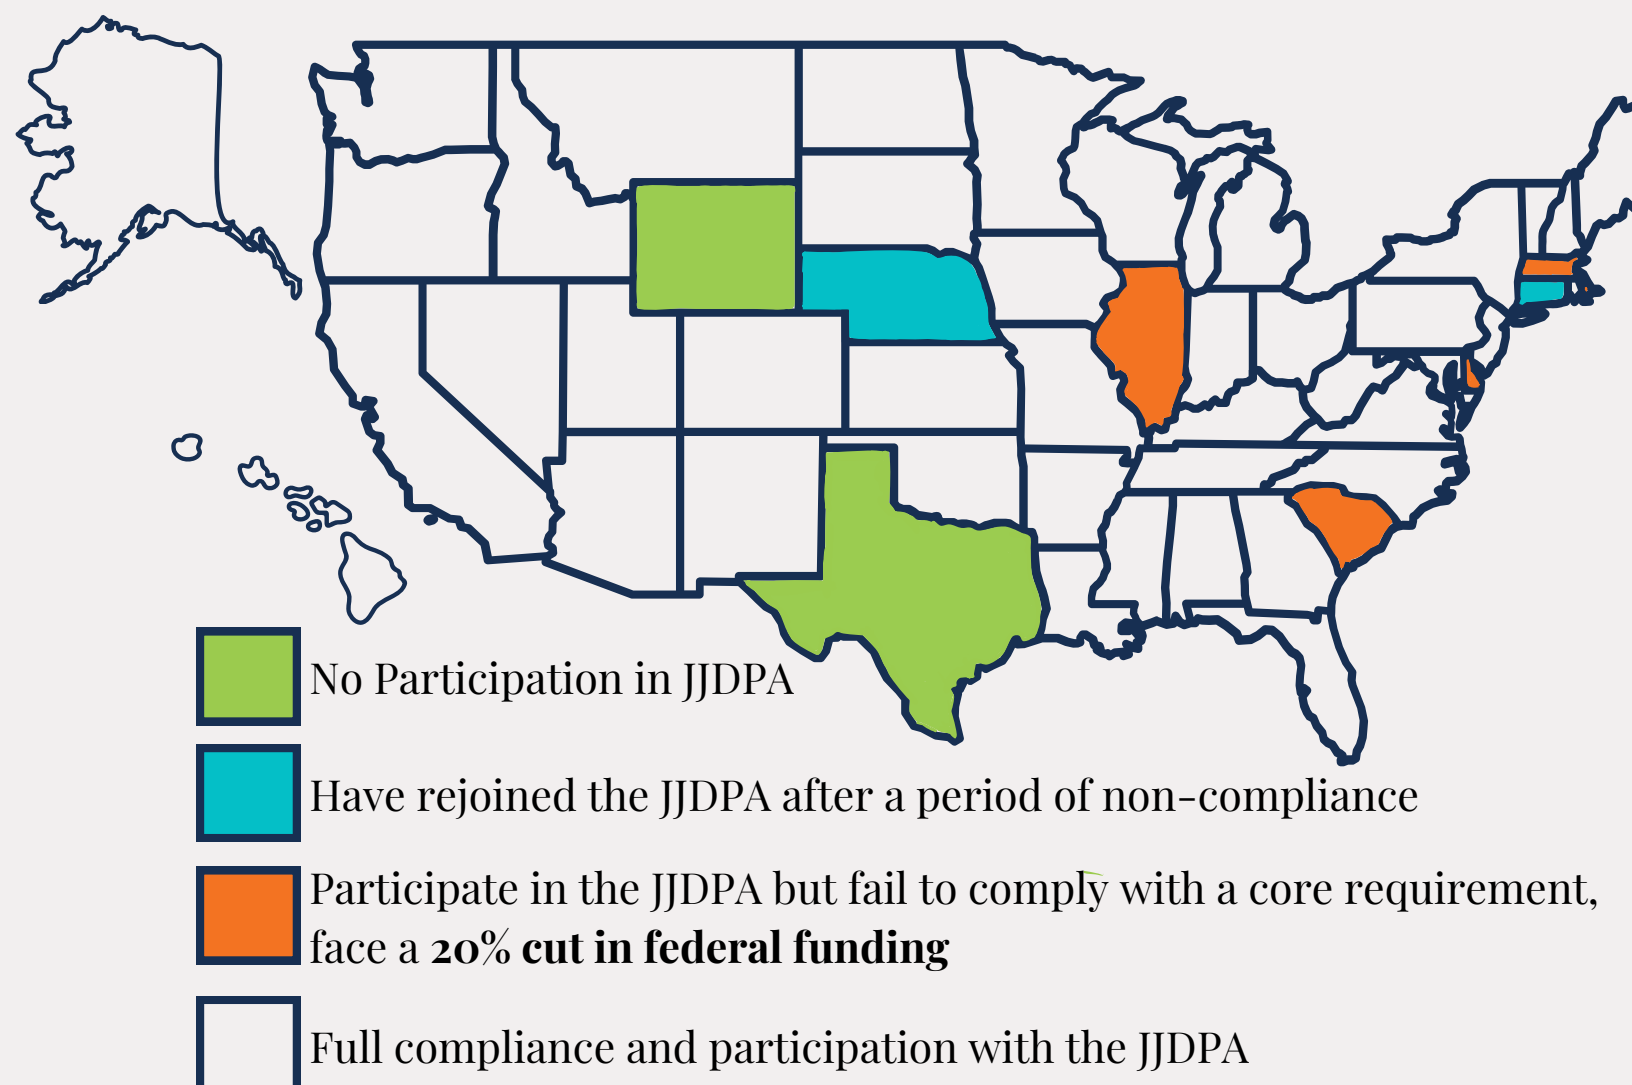 No Participation in JJDPA
Have rejoined the JJDPA after a period of non-compliance
Participate in the JJDPA but fail to comply with a core requirement,
face a 20% cut in federal funding
Full compliance and participation with the JJDPA